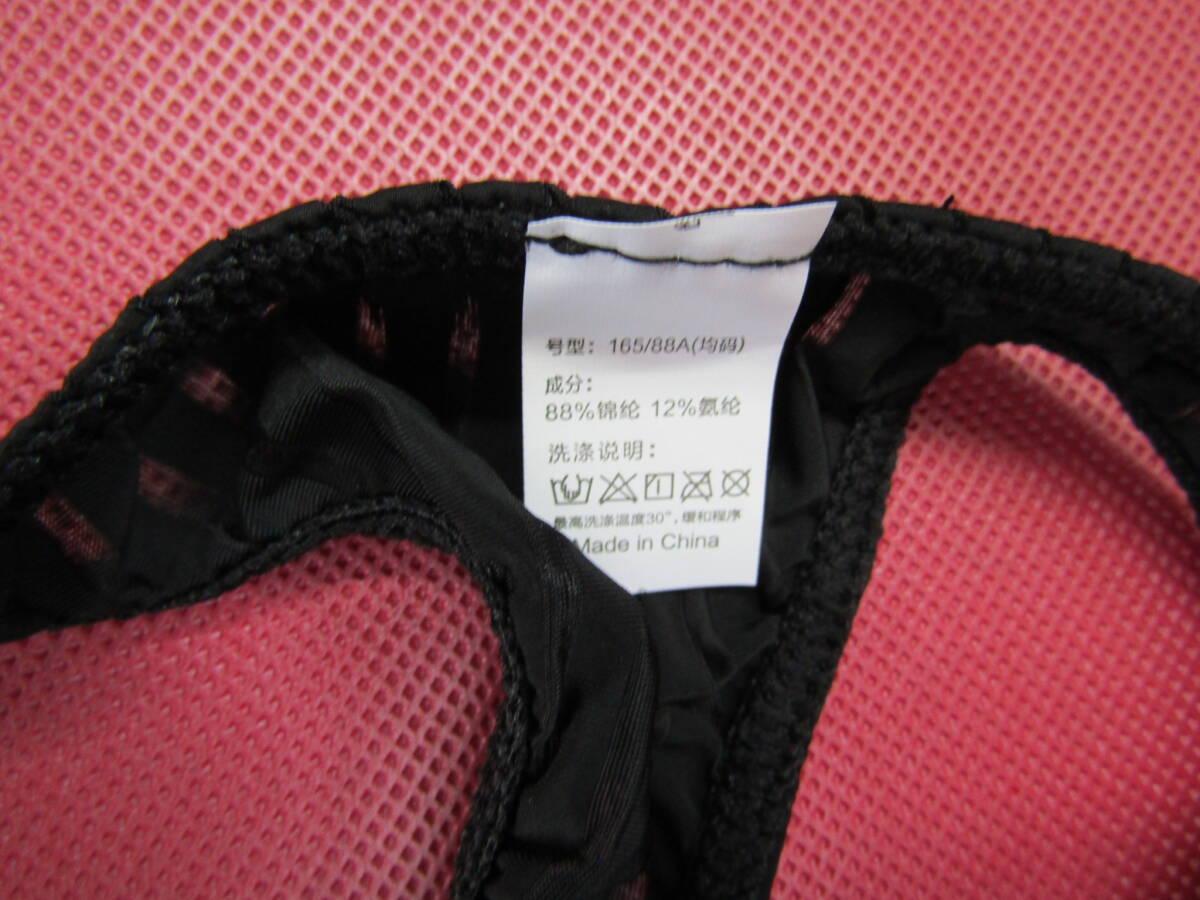 号型：165/88A(均码)
成分：
88%锦纶 12%氨纶
洗涤说明：
最高洗涤温度30°，缓和程序
Made in China